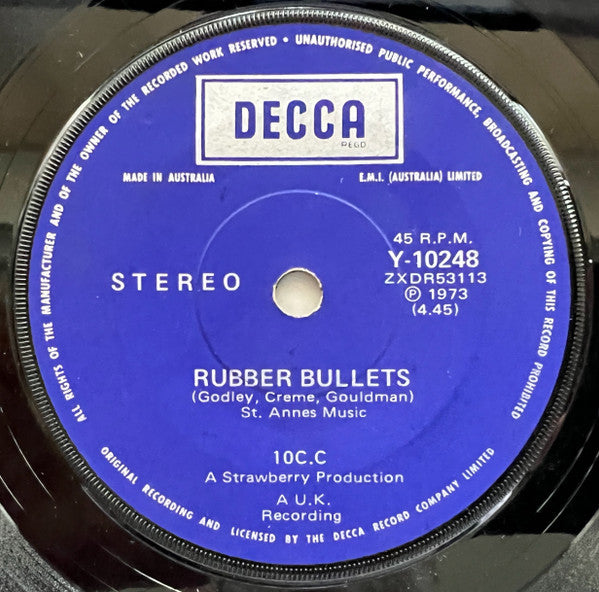 ALL RIGHTS OF THE MANUFACTURER AND OF THE OWNER OF THE RECORDED WORK RESERVED • UNAUTHORISED PUBLIC PERFORMANCE, BROADCASTING AND COPYING OF THIS RECORD PROHIBITED
DECCA
REGD
MADE IN AUSTRALIA
E.M.I. (AUSTRALIA) LIMITED
45 R.P.M.
Y-10248
ZXDR53113
Ⓟ 1973
(4.45)
STEREO
RUBBER BULLETS
(Godley, Creme, Gouldman)
St. Annes Music
10C.C
A Strawberry Production
A U.K.
Recording
ORIGINAL RECORDING AND LICENSED BY THE DECCA RECORD COMPANY LIMITED